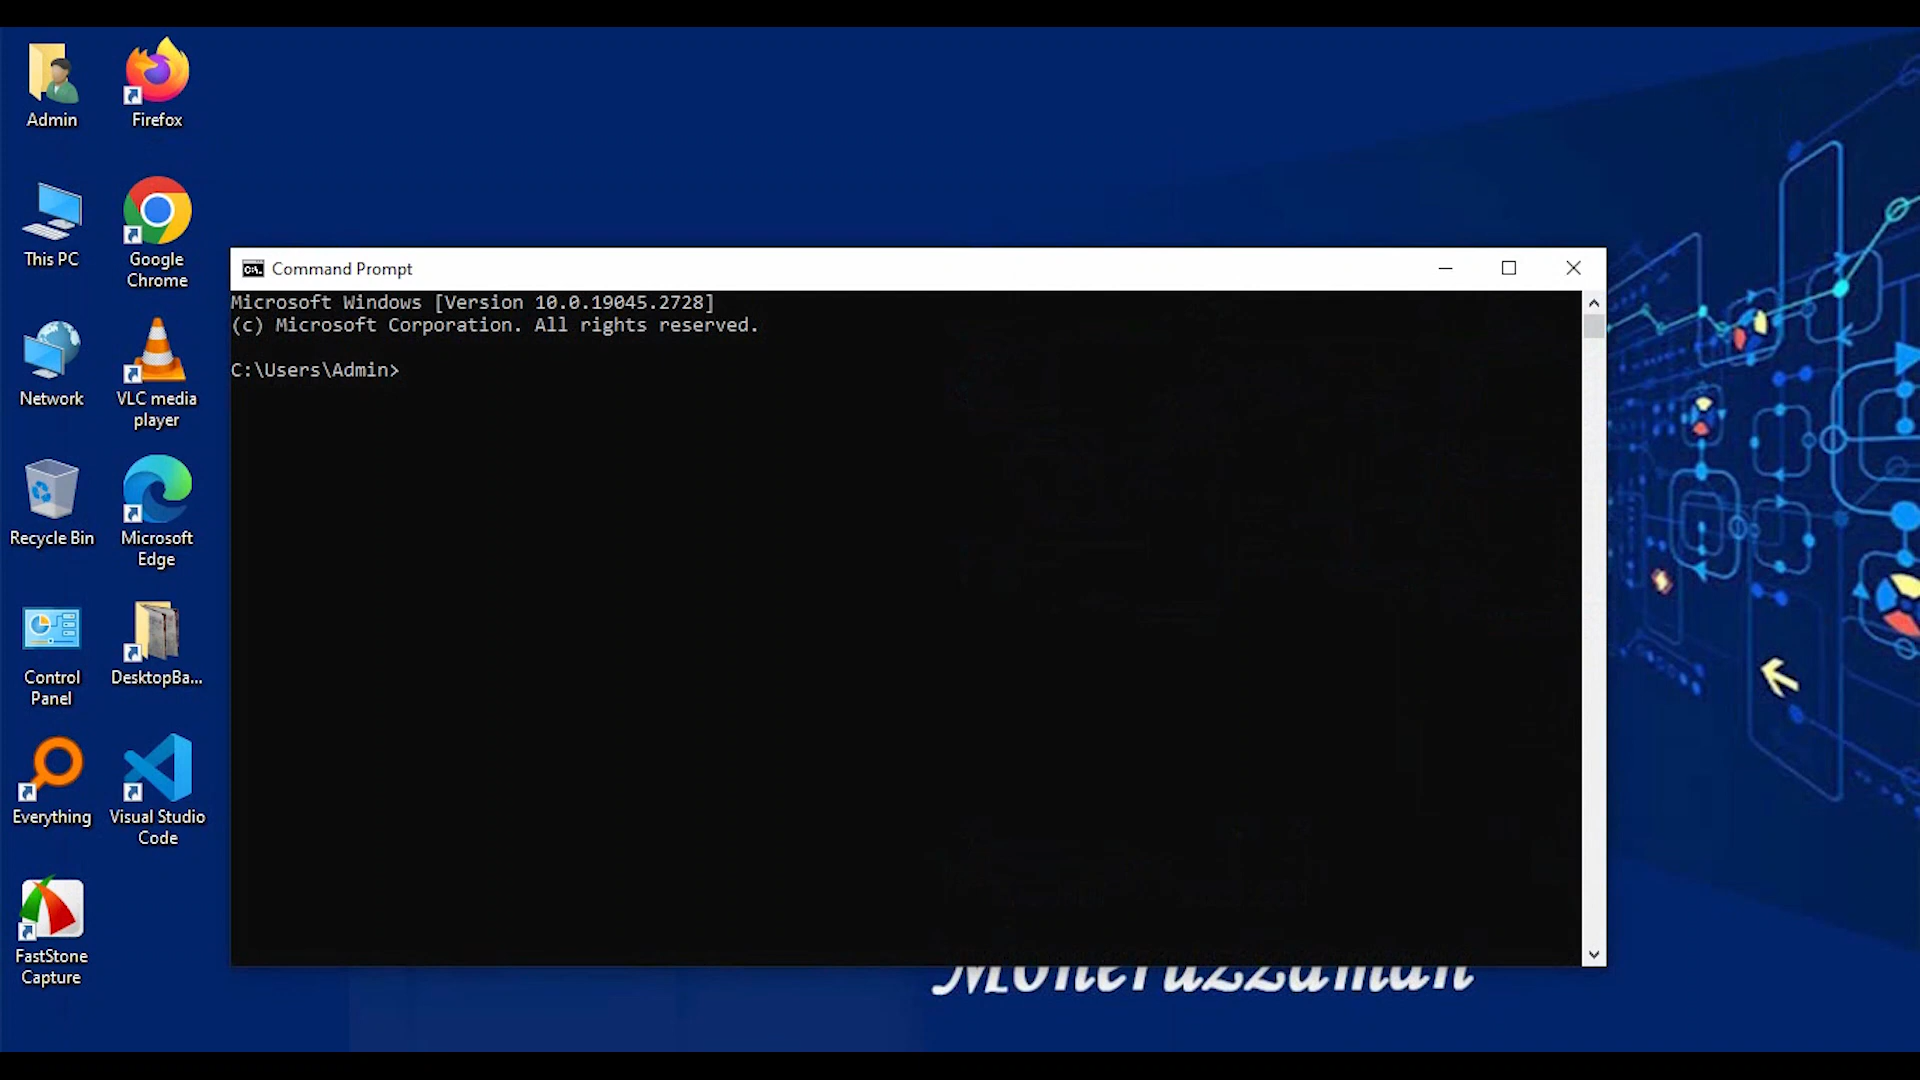 Admin
Firefox
This PC
Google
Chrome
Network
VLC media
player
Recycle Bin
Microsoft
Edge
Control
Panel
DesktopBa...
Everything
Visual Studio
Code
FastStone
Capture
Command Prompt
Microsoft Windows [Version 10.0.19045.2728]
(c) Microsoft Corporation. All rights reserved.
C:\Users\Admin>
Moneruzzaman